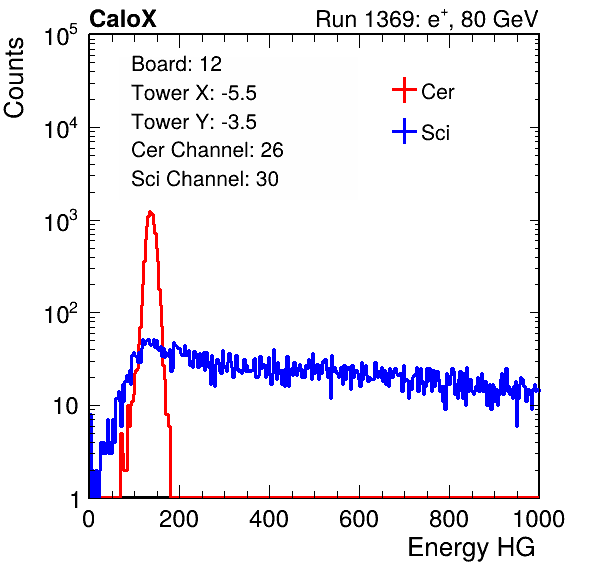 CaloX Run 1369: e⁺, 80 GeV
Counts
Board: 12
Tower X: -5.5
Tower Y: -3.5
Cer Channel: 26
Sci Channel: 30
Cer
Sci
10⁵
10⁴
10³
10²
10
1
0 200 400 600 800 1000
Energy HG